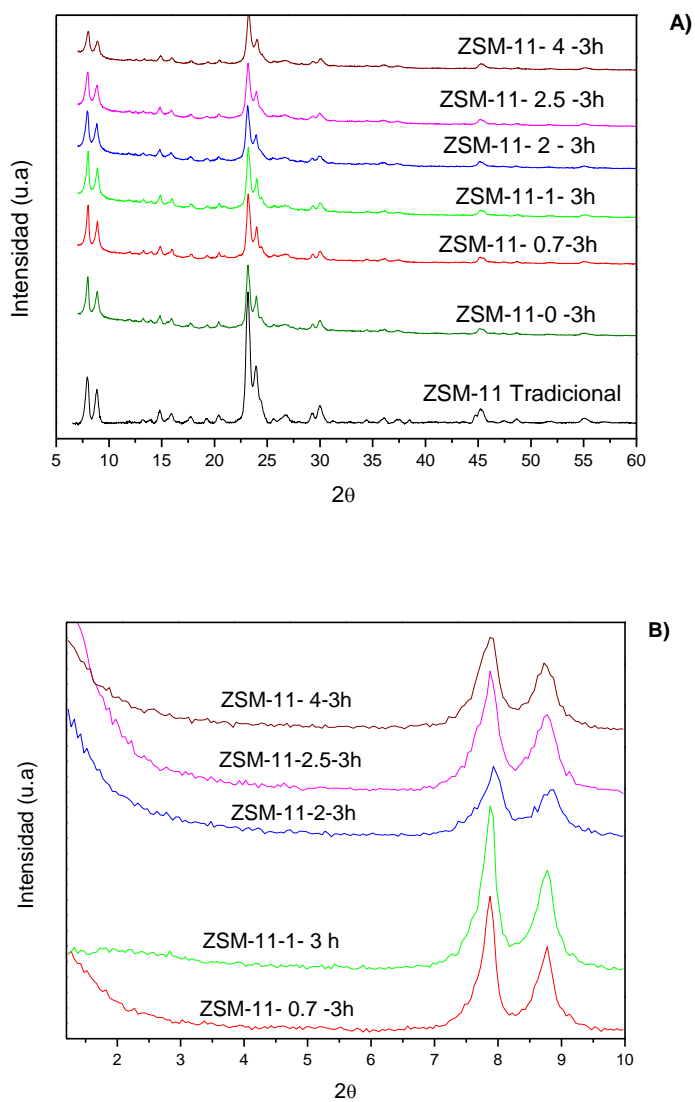 A)
ZSM-11- 4 -3h
ZSM-11- 2.5 -3h
ZSM-11- 2 - 3h
ZSM-11-1- 3h
ZSM-11- 0.7-3h
ZSM-11-0 -3h
ZSM-11 Tradicional
Intensidad (u.a)
5 10 15 20 25 30 35 40 45 50 55 60
2θ
B)
ZSM-11- 4-3h
ZSM-11-2.5-3h
ZSM-11-2-3h
ZSM-11-1- 3 h
ZSM-11- 0.7 -3h
Intensidad (u.a)
2 3 4 5 6 7 8 9 10
2θ